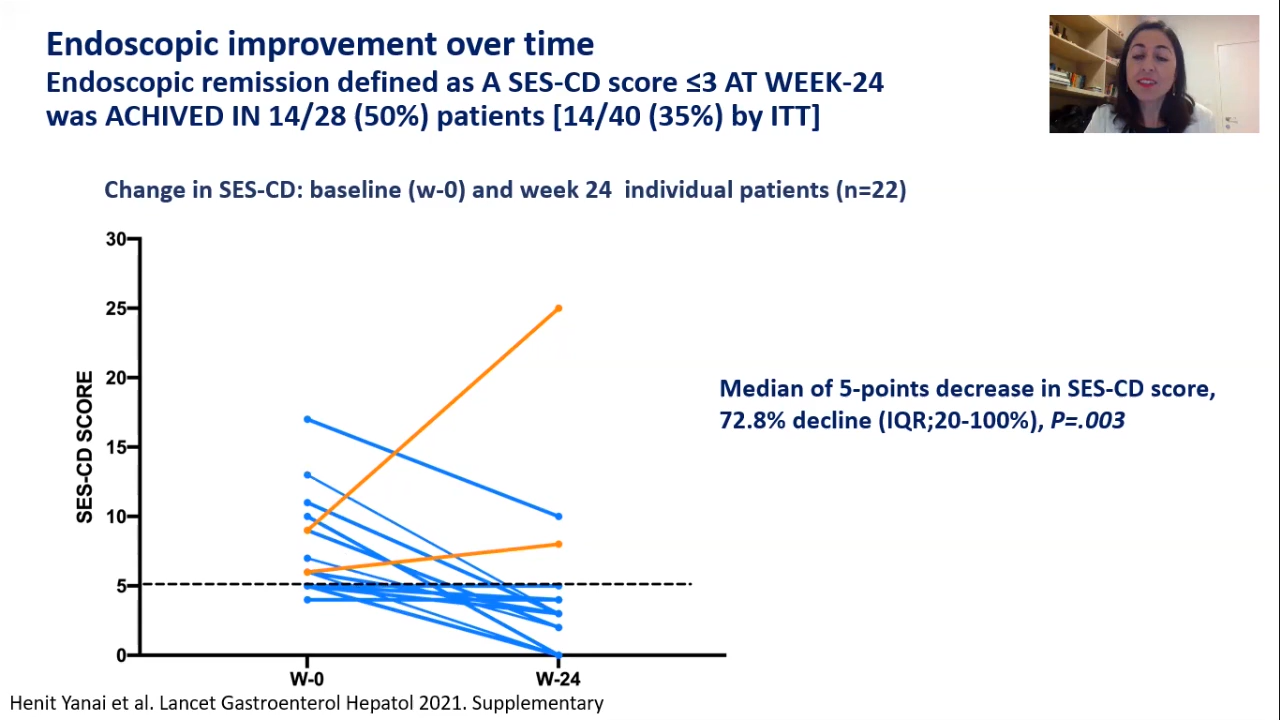 Endoscopic improvement over time
Endoscopic remission defined as A SES-CD score ≤3 AT WEEK-24
was ACHIVED IN 14/28 (50%) patients [14/40 (35%) by ITT]
Change in SES-CD: baseline (w-0) and week 24 individual patients (n=22)
30
25
20
15
10
5
0
SES-CD SCORE
W-0
W-24
Median of 5-points decrease in SES-CD score,
72.8% decline (IQR;20-100%), P=.003
Henit Yanai et al. Lancet Gastroenterol Hepatol 2021. Supplementary